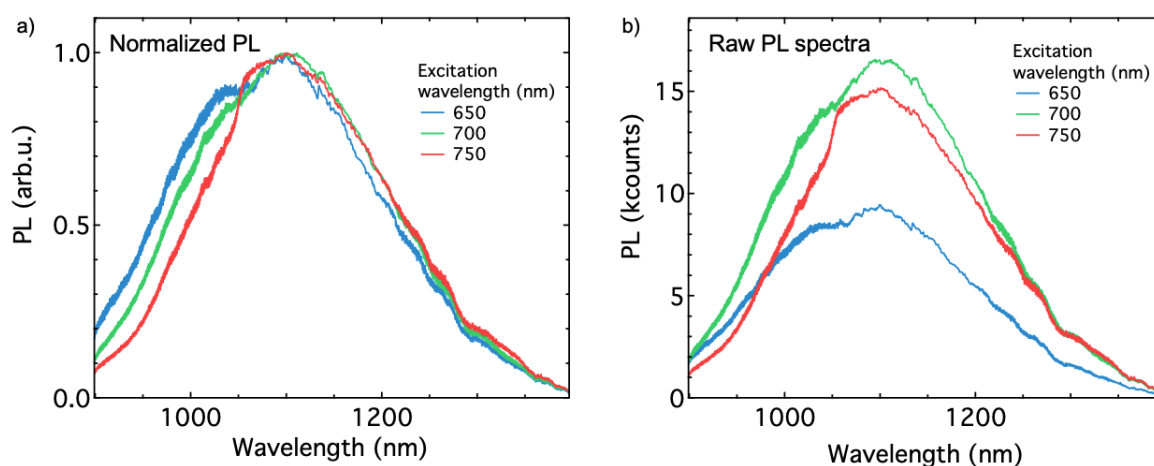 a)
Normalized PL
Excitation
wavelength (nm)
650
700
750
1.0
0.5
0.0
PL (arb.u.)
1000
1200
Wavelength (nm)
b)
Raw PL spectra
Excitation
wavelength (nm)
650
700
750
15
10
5
0
PL (kcounts)
1000
1200
Wavelength (nm)